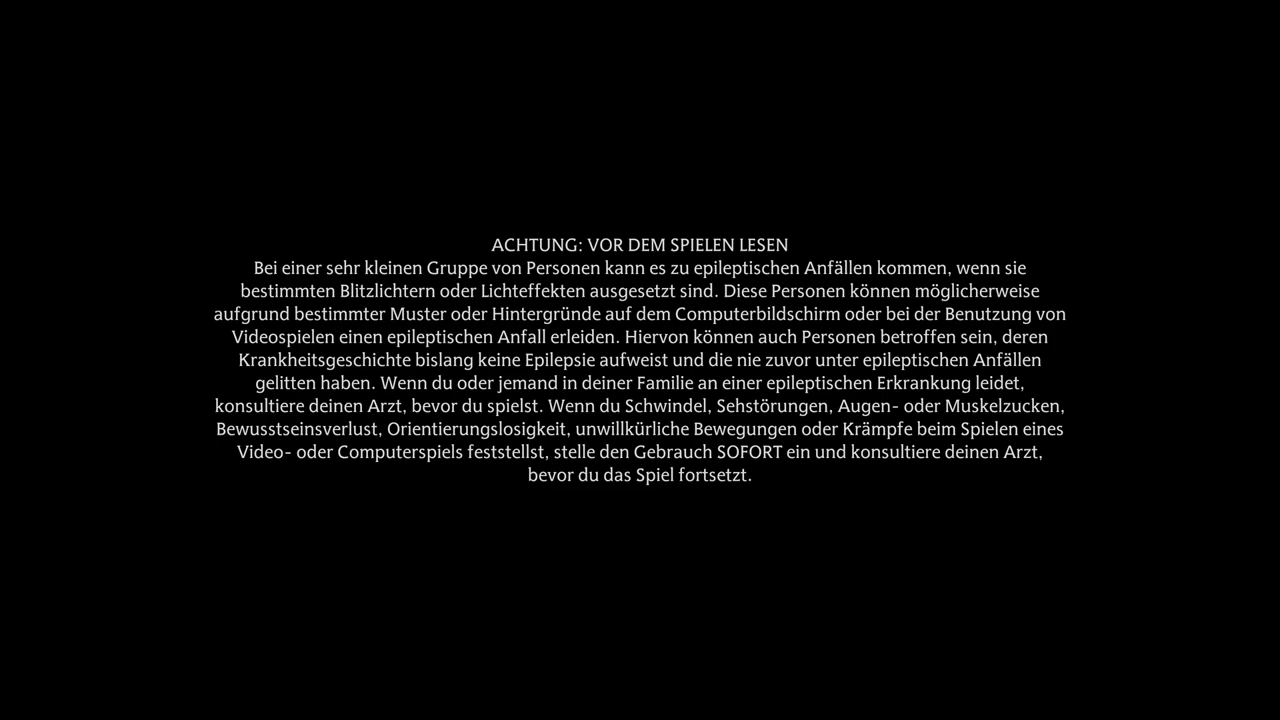 ACHTUNG: VOR DEM SPIELEN LESEN
Bei einer sehr kleinen Gruppe von Personen kann es zu epileptischen Anfällen kommen, wenn sie
bestimmten Blitzlichtern oder Lichteffekten ausgesetzt sind. Diese Personen können möglicherweise
aufgrund bestimmter Muster oder Hintergründe auf dem Computerbildschirm oder bei der Benutzung von
Videospielen einen epileptischen Anfall erleiden. Hiervon können auch Personen betroffen sein, deren
Krankheitsgeschichte bislang keine Epilepsie aufweist und die nie zuvor unter epileptischen Anfällen
gelitten haben. Wenn du oder jemand in deiner Familie an einer epileptischen Erkrankung leidet,
konsultiere deinen Arzt, bevor du spielst. Wenn du Schwindel, Sehstörungen, Augen- oder Muskelzucken,
Bewusstseinsverlust, Orientierungslosigkeit, unwillkürliche Bewegungen oder Krämpfe beim Spielen eines
Video- oder Computerspiels feststellst, stelle den Gebrauch SOFORT ein und konsultiere deinen Arzt,
bevor du das Spiel fortsetzt.